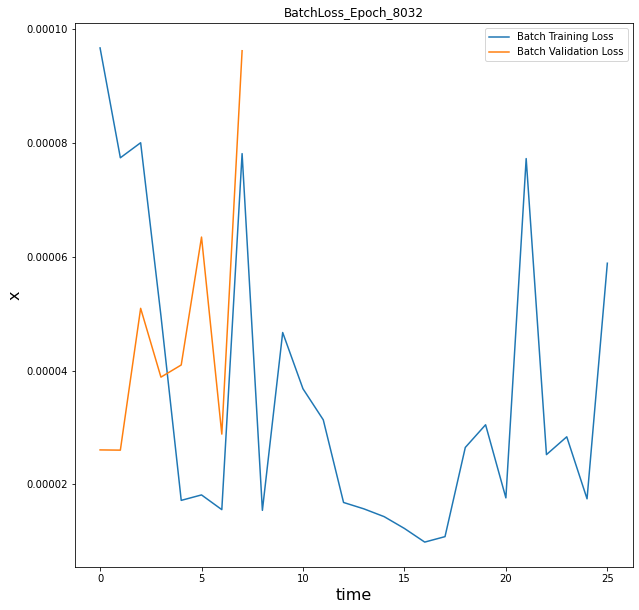 BatchLoss_Epoch_8032
Batch Training Loss
Batch Validation Loss
0.00010
0.00008
0.00006
0.00004
0.00002
x
0 5 10 15 20 25
time